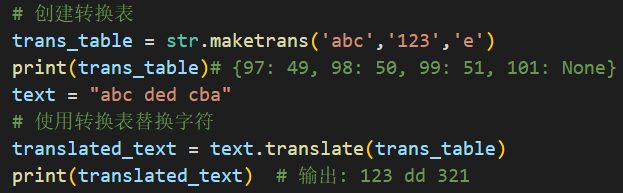 # 创建转换表
trans_table = str.maketrans('abc','123','e')
print(trans_table)# {97: 49, 98: 50, 99: 51, 101: None}
text = "abc ded cba"
# 使用转换表替换字符
translated_text = text.translate(trans_table)
print(translated_text)  # 输出: 123 dd 321